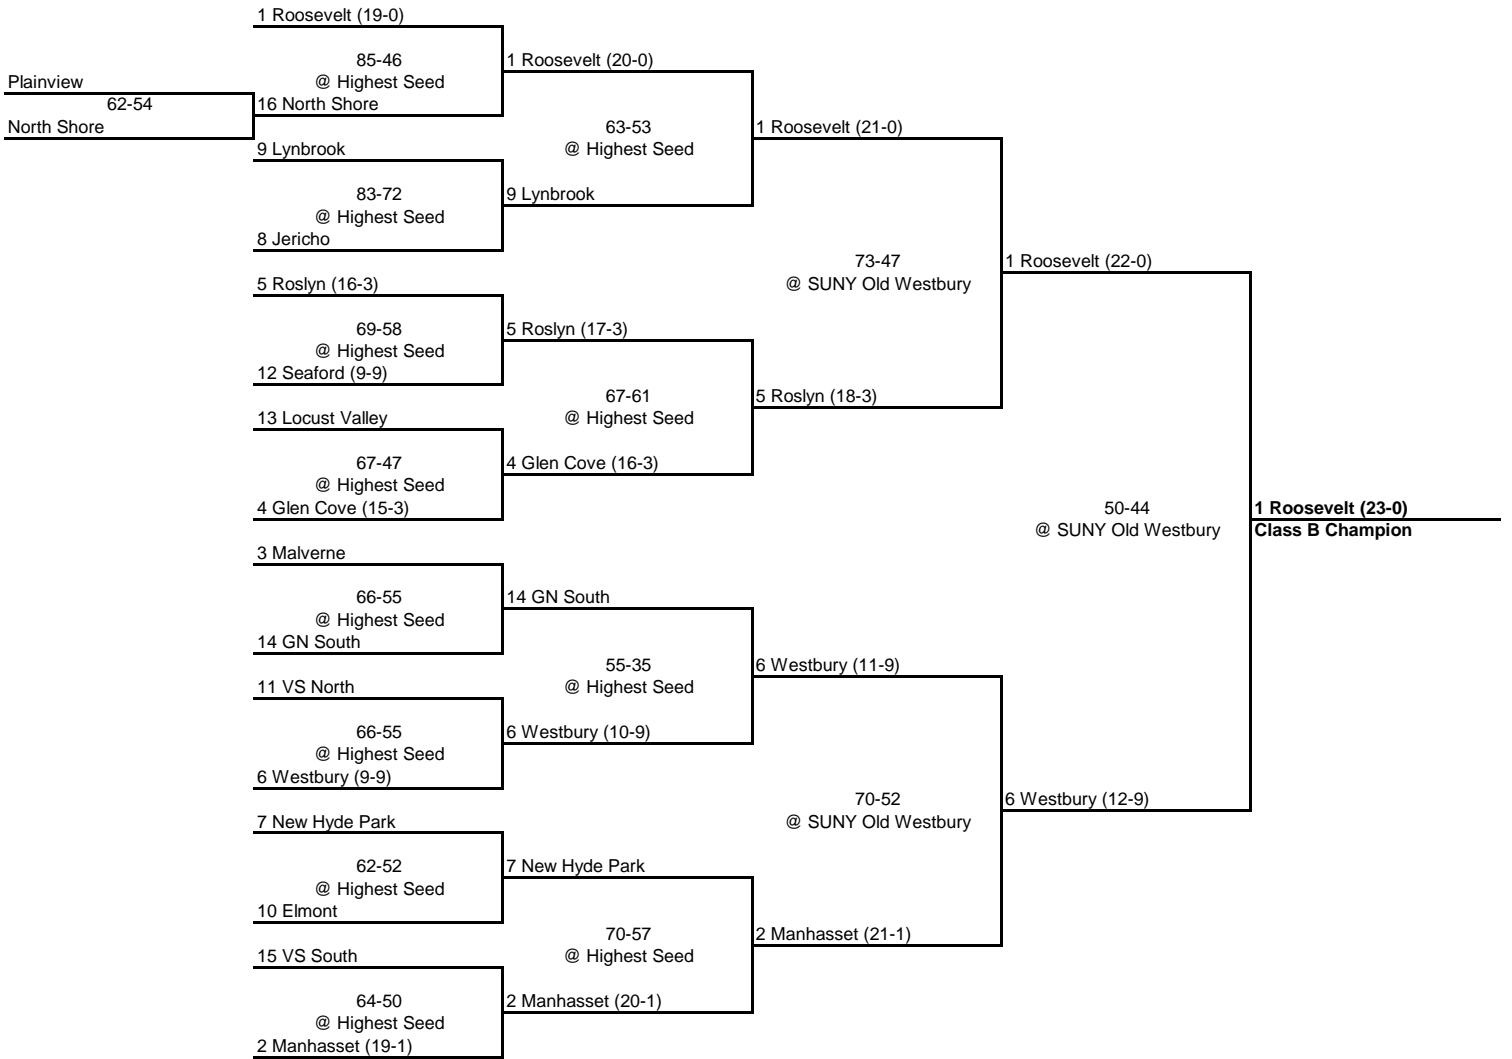 1 Roosevelt (19-0)
85-46
@ Highest Seed
1 Roosevelt (20-0)
Plainview
62-54
North Shore
16 North Shore
63-53
@ Highest Seed
1 Roosevelt (21-0)
9 Lynbrook
83-72
@ Highest Seed
9 Lynbrook
8 Jericho
73-47
@ SUNY Old Westbury
1 Roosevelt (22-0)
5 Roslyn (16-3)
69-58
@ Highest Seed
5 Roslyn (17-3)
12 Seaford (9-9)
67-61
@ Highest Seed
5 Roslyn (18-3)
13 Locust Valley
67-47
@ Highest Seed
4 Glen Cove (16-3)
4 Glen Cove (15-3)
50-44
@ SUNY Old Westbury
1 Roosevelt (23-0)
Class B Champion
3 Malverne
66-55
@ Highest Seed
14 GN South
14 GN South
55-35
@ Highest Seed
6 Westbury (11-9)
11 VS North
66-55
@ Highest Seed
6 Westbury (10-9)
6 Westbury (9-9)
70-52
@ SUNY Old Westbury
6 Westbury (12-9)
7 New Hyde Park
62-52
@ Highest Seed
7 New Hyde Park
10 Elmont
70-57
@ Highest Seed
2 Manhasset (21-1)
15 VS South
64-50
@ Highest Seed
2 Manhasset (20-1)
2 Manhasset (19-1)